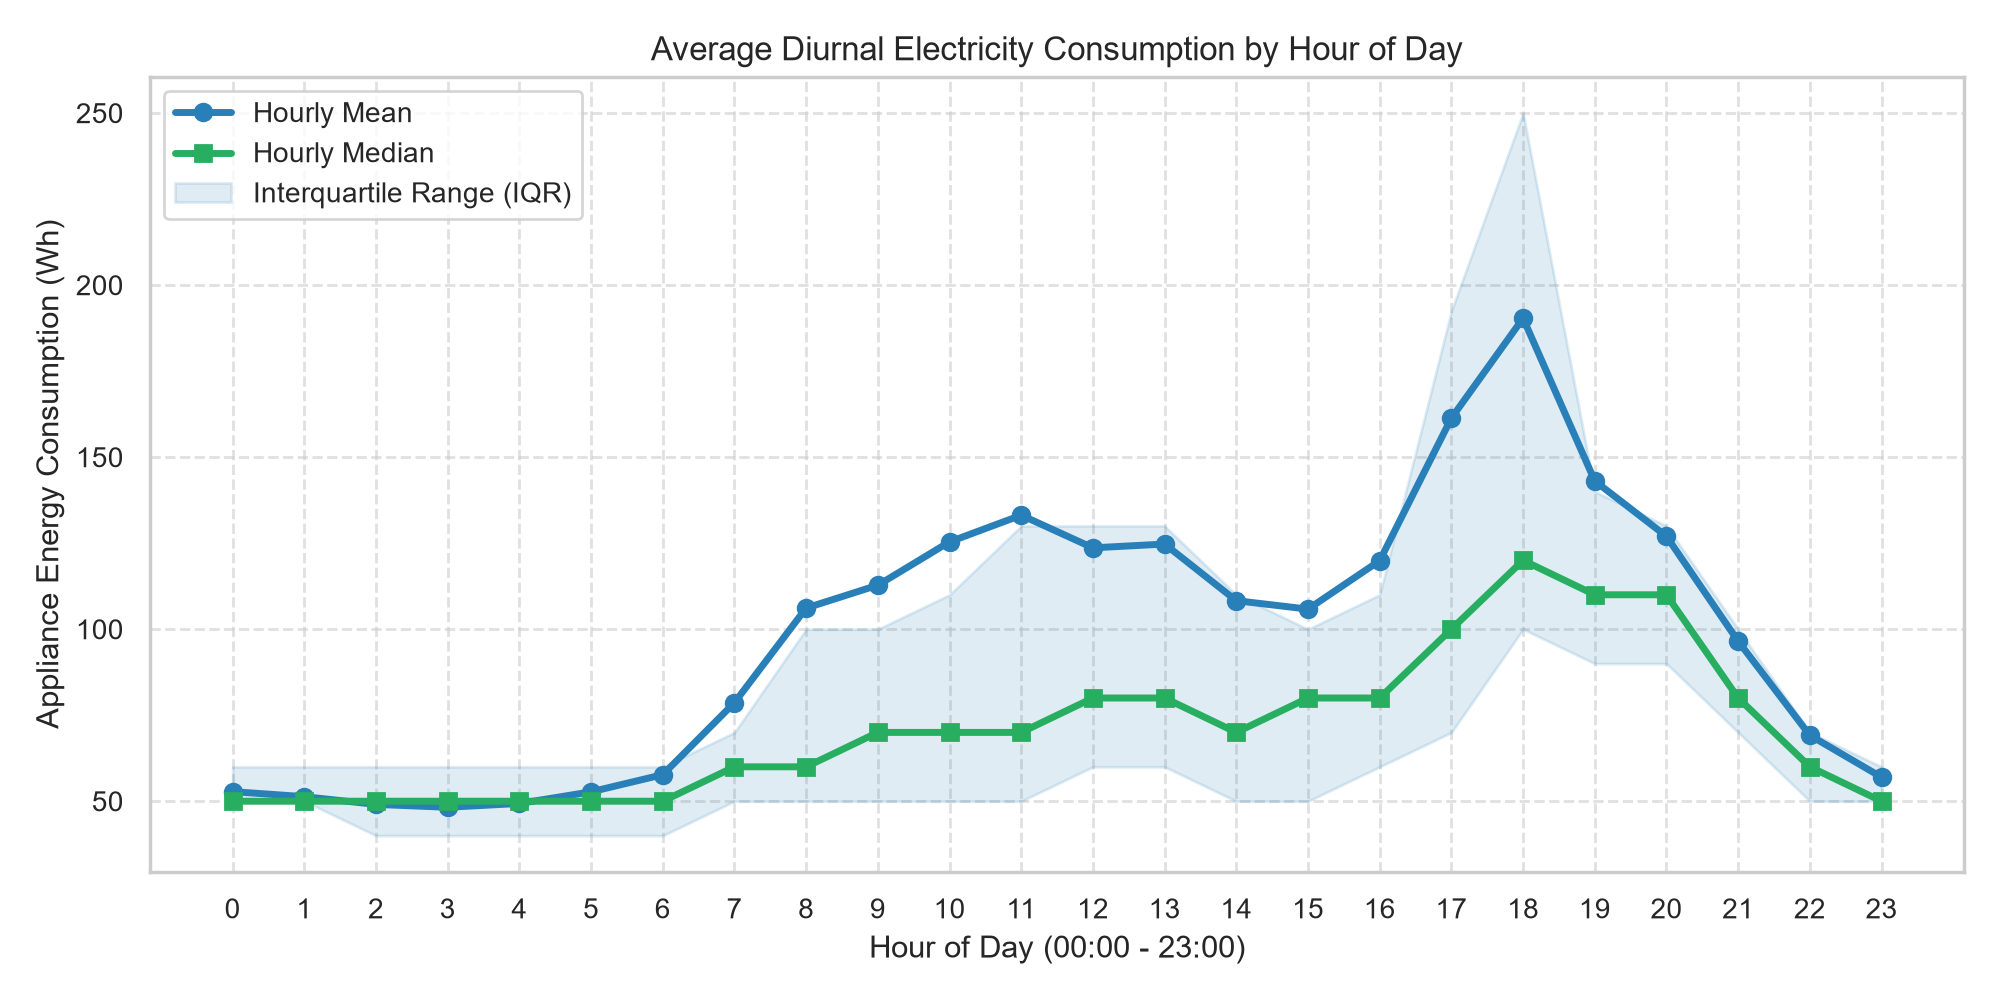 Average Diurnal Electricity Consumption by Hour of Day
Hourly Mean
Hourly Median
Interquartile Range (IQR)
Appliance Energy Consumption (Wh)
250
200
150
100
50
0 1 2 3 4 5 6 7 8 9 10 11 12 13 14 15 16 17 18 19 20 21 22 23
Hour of Day (00:00 - 23:00)